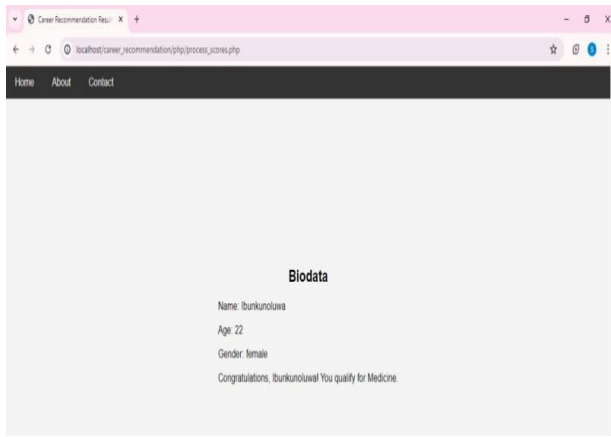 Career Recommendation Resul
localhost/career_recommendation/php/process_scores.php
S
Home About Contact
Biodata
Name: Ibunkunoluwa
Age: 22
Gender: female
Congratulations, Ibunkunoluwa! You qualify for Medicine.